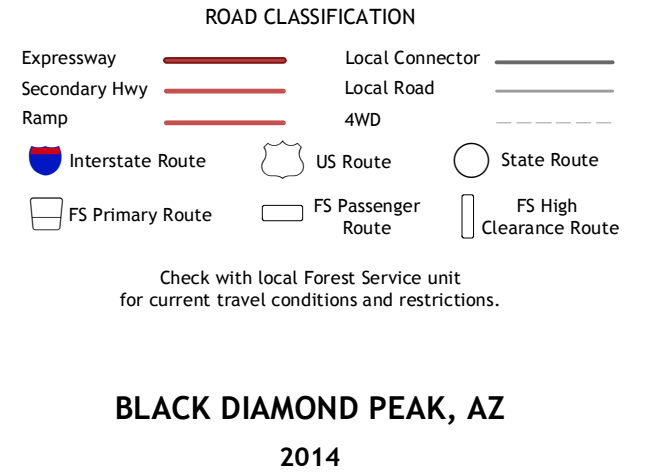 ROAD CLASSIFICATION
Expressway
Local Connector
Secondary Hwy
Local Road
Ramp
4WD
Interstate Route
US Route
State Route
FS Primary Route
FS Passenger
Route
FS High
Clearance Route
Check with local Forest Service unit
for current travel conditions and restrictions.
BLACK DIAMOND PEAK, AZ
2014